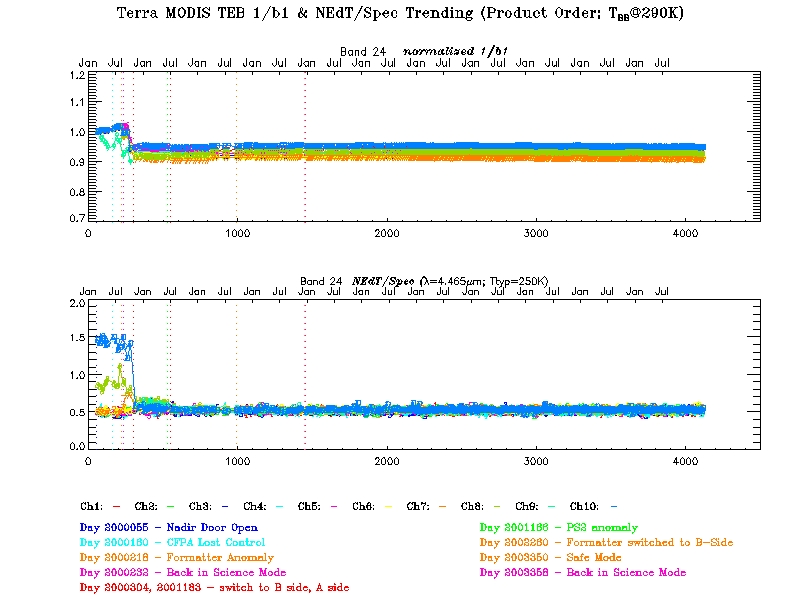 Terra MODIS TEB 1/b1 & NEdT/Spec Trending (Product Order; TBB@290K)
Band 24 normalized 1/b1
Jan Jul Jan Jul Jan Jul Jan Jul Jan Jul Jan Jul Jan Jul Jan Jul Jan Jul Jan Jul Jan Jul
1.2
1.1
1.0
0.9
0.8
0.7
0 1000 2000 3000 4000
Band 24 NEdT/Spec (λ=4.465μm; Ttyp=250K)
Jan Jul Jan Jul Jan Jul Jan Jul Jan Jul Jan Jul Jan Jul Jan Jul Jan Jul Jan Jul Jan Jul
2.0
1.5
1.0
0.5
0.0
0 1000 2000 3000 4000
Ch1: Ch2: Ch3: Ch4: Ch5: Ch6: Ch7: Ch8: Ch9: Ch10:
Day 2000055 - Nadir Door Open
Day 2000160 - CFPA Lost Control
Day 2000218 - Formatter Anomaly
Day 2000232 - Back in Science Mode
Day 2000304, 2001183 - switch to B side, A side
Day 2001166 - PS2 anomaly
Day 2002260 - Formatter switched to B-Side
Day 2003350 - Safe Mode
Day 2003358 - Back in Science Mode